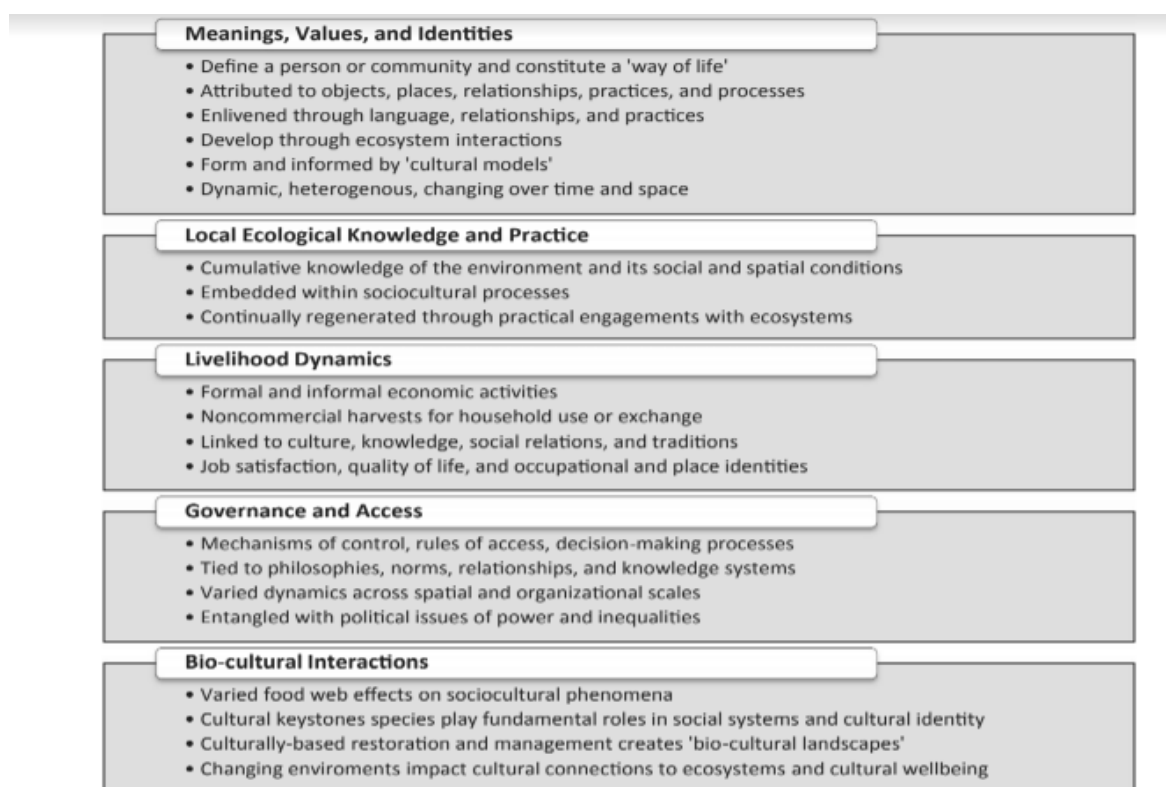 Meanings, Values, and Identities
• Define a person or community and constitute a 'way of life'
• Attributed to objects, places, relationships, practices, and processes
• Enlivened through language, relationships, and practices
• Develop through ecosystem interactions
• Form and informed by 'cultural models'
• Dynamic, heterogenous, changing over time and space
Local Ecological Knowledge and Practice
• Cumulative knowledge of the environment and its social and spatial conditions
• Embedded within sociocultural processes
• Continually regenerated through practical engagements with ecosystems
Livelihood Dynamics
• Formal and informal economic activities
• Noncommercial harvests for household use or exchange
• Linked to culture, knowledge, social relations, and traditions
• Job satisfaction, quality of life, and occupational and place identities
Governance and Access
• Mechanisms of control, rules of access, decision-making processes
• Tied to philosophies, norms, relationships, and knowledge systems
• Varied dynamics across spatial and organizational scales
• Entangled with political issues of power and inequalities
Bio-cultural Interactions
• Varied food web effects on sociocultural phenomena
• Cultural keystones species play fundamental roles in social systems and cultural identity
• Culturally-based restoration and management creates 'bio-cultural landscapes'
• Changing enviroments impact cultural connections to ecosystems and cultural wellbeing